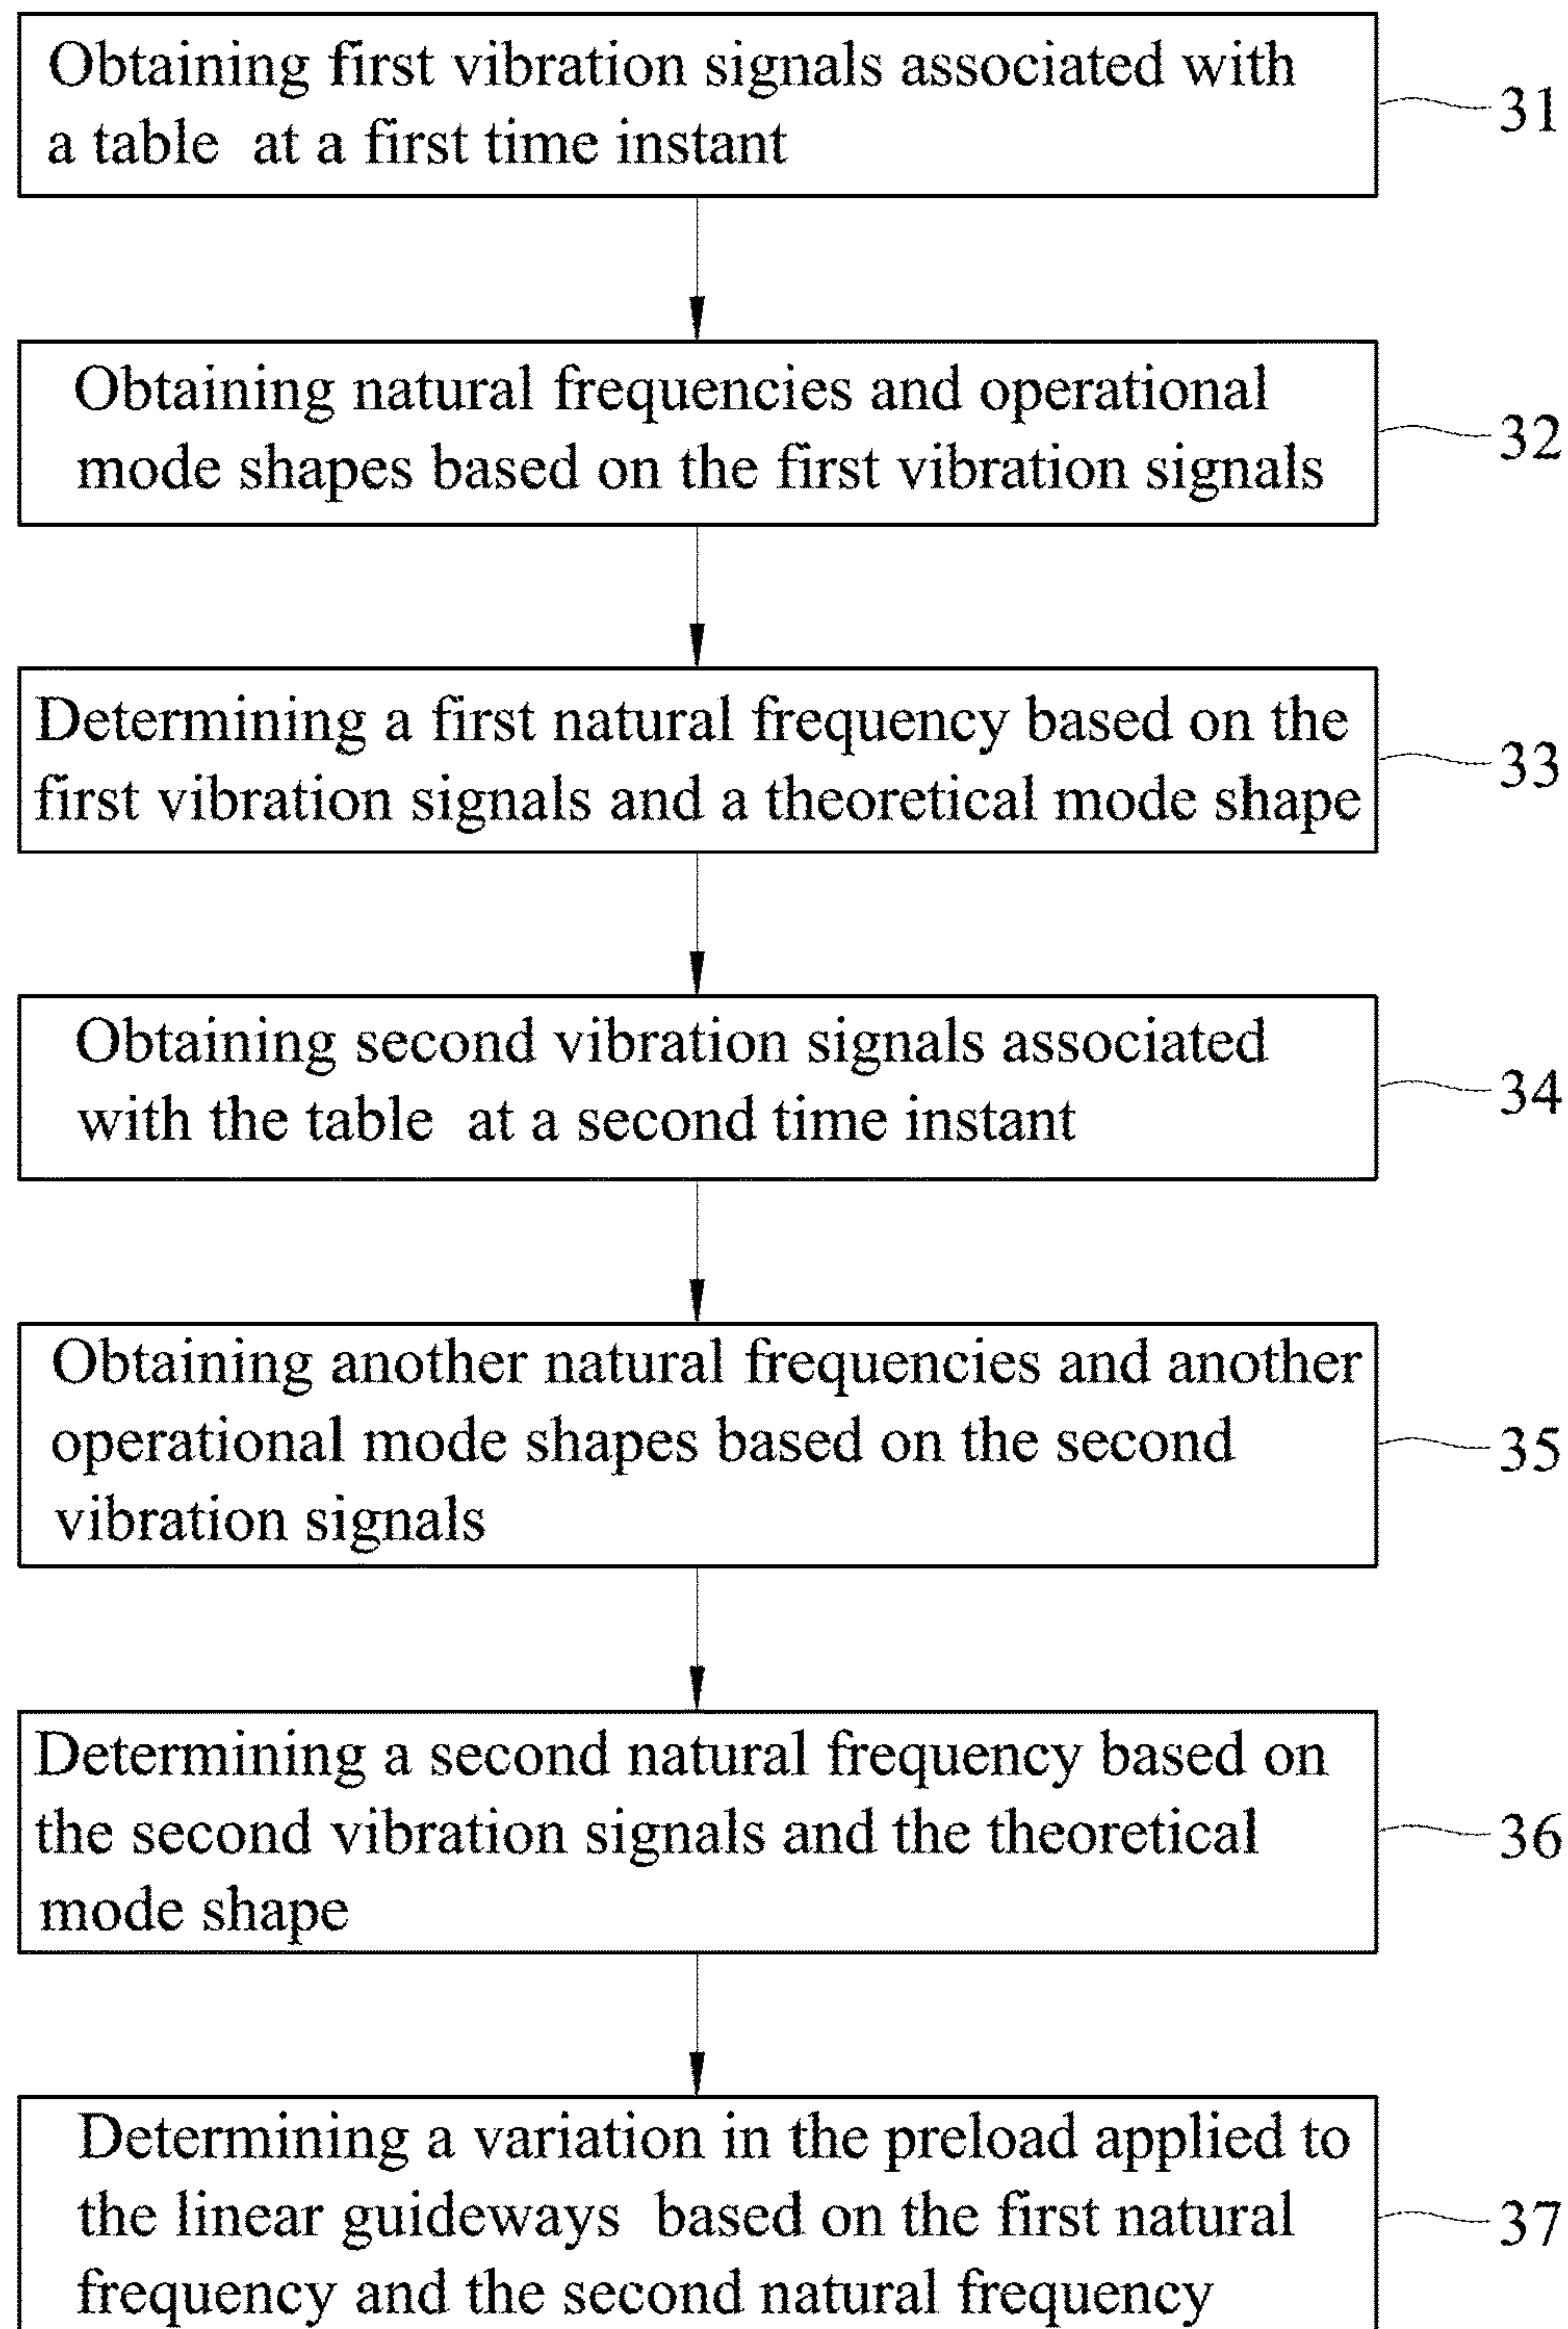 Obtaining first vibration signals associated with
a table at a first time instant
31
Obtaining natural frequencies and operational
mode shapes based on the first vibration signals
32
Determining a first natural frequency based on the
first vibration signals and a theoretical mode shape
33
Obtaining second vibration signals associated
with the table at a second time instant
34
Obtaining another natural frequencies and another
operational mode shapes based on the second
vibration signals
35
Determining a second natural frequency based on
the second vibration signals and the theoretical
mode shape
36
Determining a variation in the preload applied to
the linear guideways based on the first natural
frequency and the second natural frequency
37